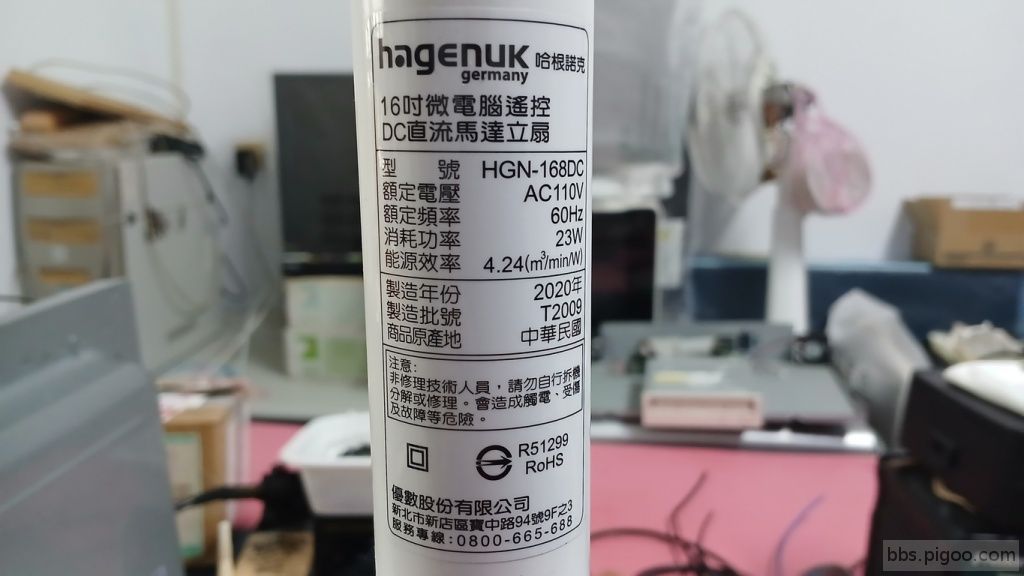 hagenuk 哈根諾克
germany
16吋微電腦遙控
DC直流馬達立扇
型 號 HGN-168DC
額定電壓 AC110V
額定頻率 60Hz
消耗功率 23W
能源效率 4.24(m³/min/W)
製造年份 2020年
製造批號 T2009
商品原產地 中華民國
注意:
非修理技術人員，請勿自行拆機
分解或修理。會造成觸電、受傷
及故障等危險。
R51299
RoHS
優數股份有限公司
新北市新店區寶中路94號9F之3
服務專線:0800-665-688
bbs.pigoo.com